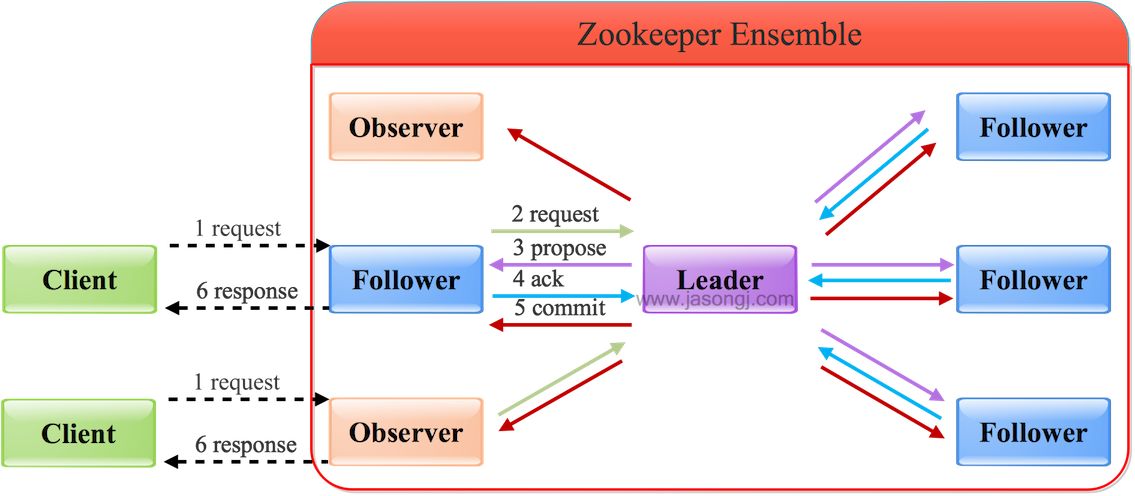 Zookeeper Ensemble
Observer
Follower
1 request
2 request
3 propose
Client
Follower
4 ack
Leader
Follower
www.jasongj.com
6 response
5 commit
1 request
Client
6 response
Observer
Follower